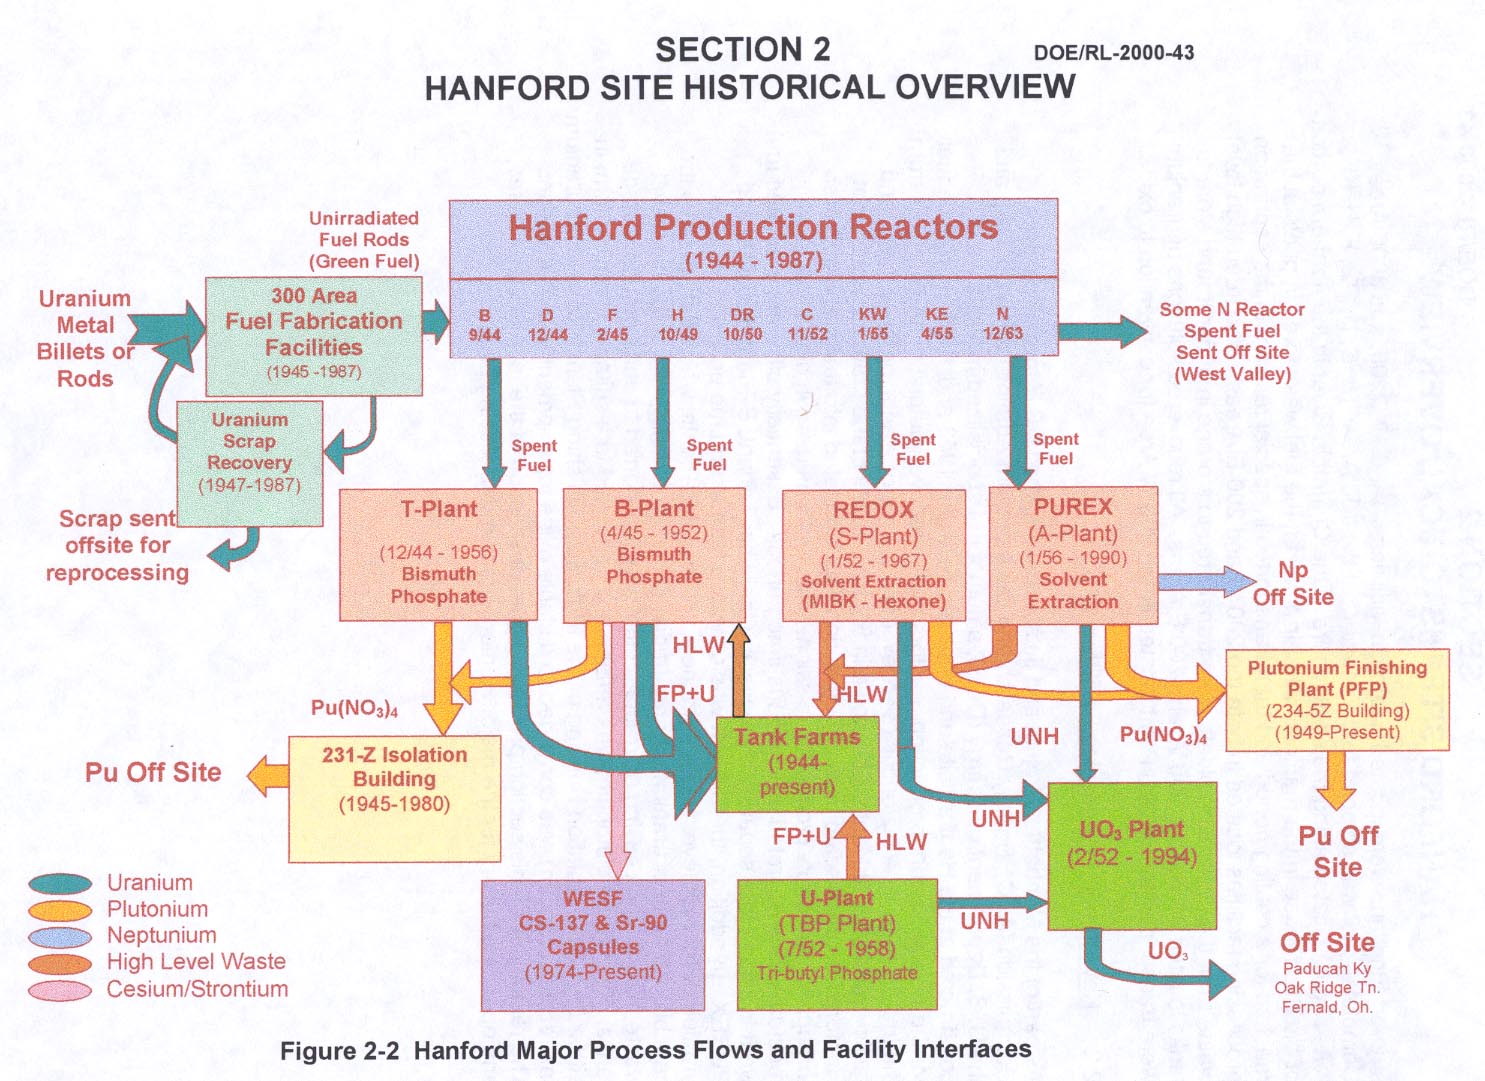 SECTION 2
DOE/RL-2000-43
HANFORD SITE HISTORICAL OVERVIEW
Unirradiated
Fuel Rods
(Green Fuel)
Hanford Production Reactors
(1944 - 1987)
B D F H DR C KW KE N
9/44 12/44 2/45 10/49 10/50 11/52 1/55 4/55 12/63
Uranium
Metal
Billets or
Rods
300 Area
Fuel Fabrication
Facilities
(1945 -1987)
Some N Reactor
Spent Fuel
Sent Off Site
(West Valley)
Uranium
Scrap
Recovery
(1947-1987)
Scrap sent
offsite for
reprocessing
Spent
Fuel
Spent
Fuel
Spent
Fuel
Spent
Fuel
T-Plant
(12/44 - 1956)
Bismuth
Phosphate
B-Plant
(4/45 - 1952)
Bismuth
Phosphate
REDOX
(S-Plant)
(1/52 - 1967)
Solvent Extraction
(MIBK - Hexone)
PUREX
(A-Plant)
(1/56 - 1990)
Solvent
Extraction
Np
Off Site
HLW
FP+U
HLW
Pu(NO₃)₄
UNH
Pu(NO₃)₄
Plutonium Finishing
Plant (PFP)
(234-5Z Building)
(1949-Present)
Pu Off Site
231-Z Isolation
Building
(1945-1980)
Tank Farms
(1944-
present)
UNH
FP+U
HLW
UO₃ Plant
(2/52 - 1994)
Pu Off
Site
WESF
CS-137 & Sr-90
Capsules
(1974-Present)
U-Plant
(TBP Plant)
(7/52 - 1958)
Tri-butyl Phosphate
UNH
UO₃
Off Site
Paducah Ky
Oak Ridge Tn.
Fernald, Oh.
Uranium
Plutonium
Neptunium
High Level Waste
Cesium/Strontium
Figure 2-2 Hanford Major Process Flows and Facility Interfaces